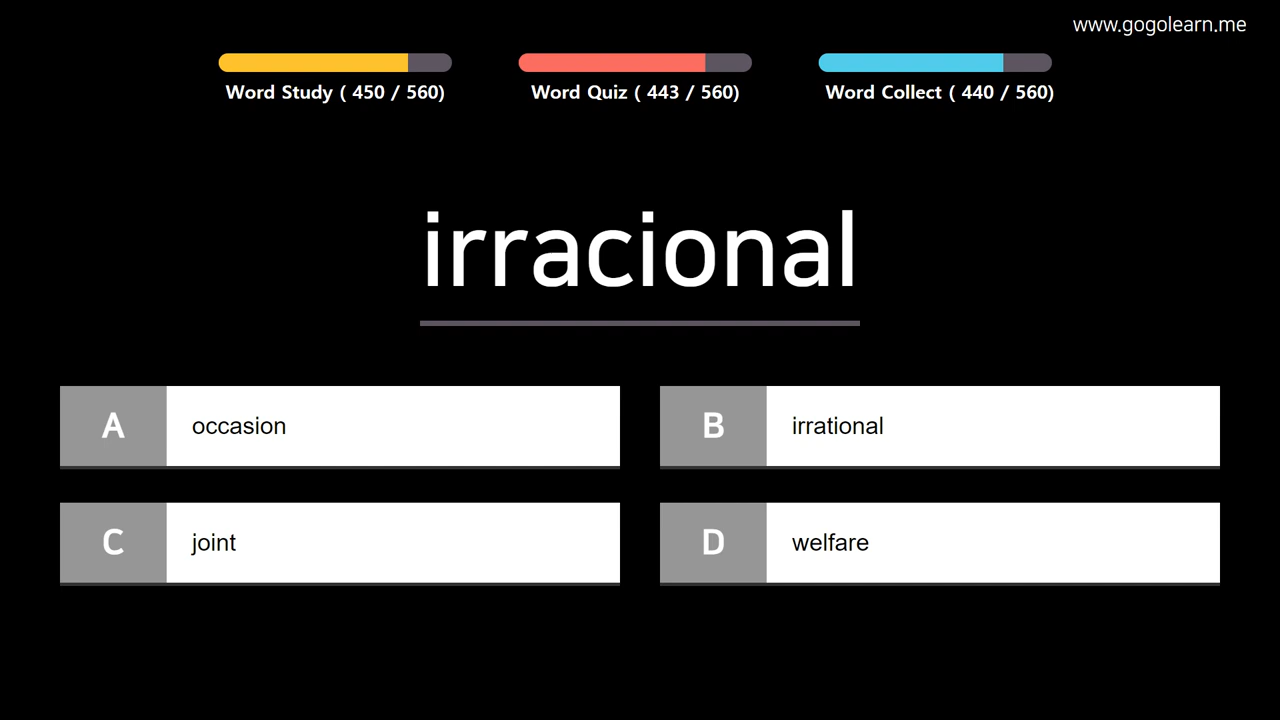 www.gogolearn.me
Word Study ( 450 / 560)
Word Quiz ( 443 / 560)
Word Collect ( 440 / 560)
irracional
A occasion
B irrational
C joint
D welfare